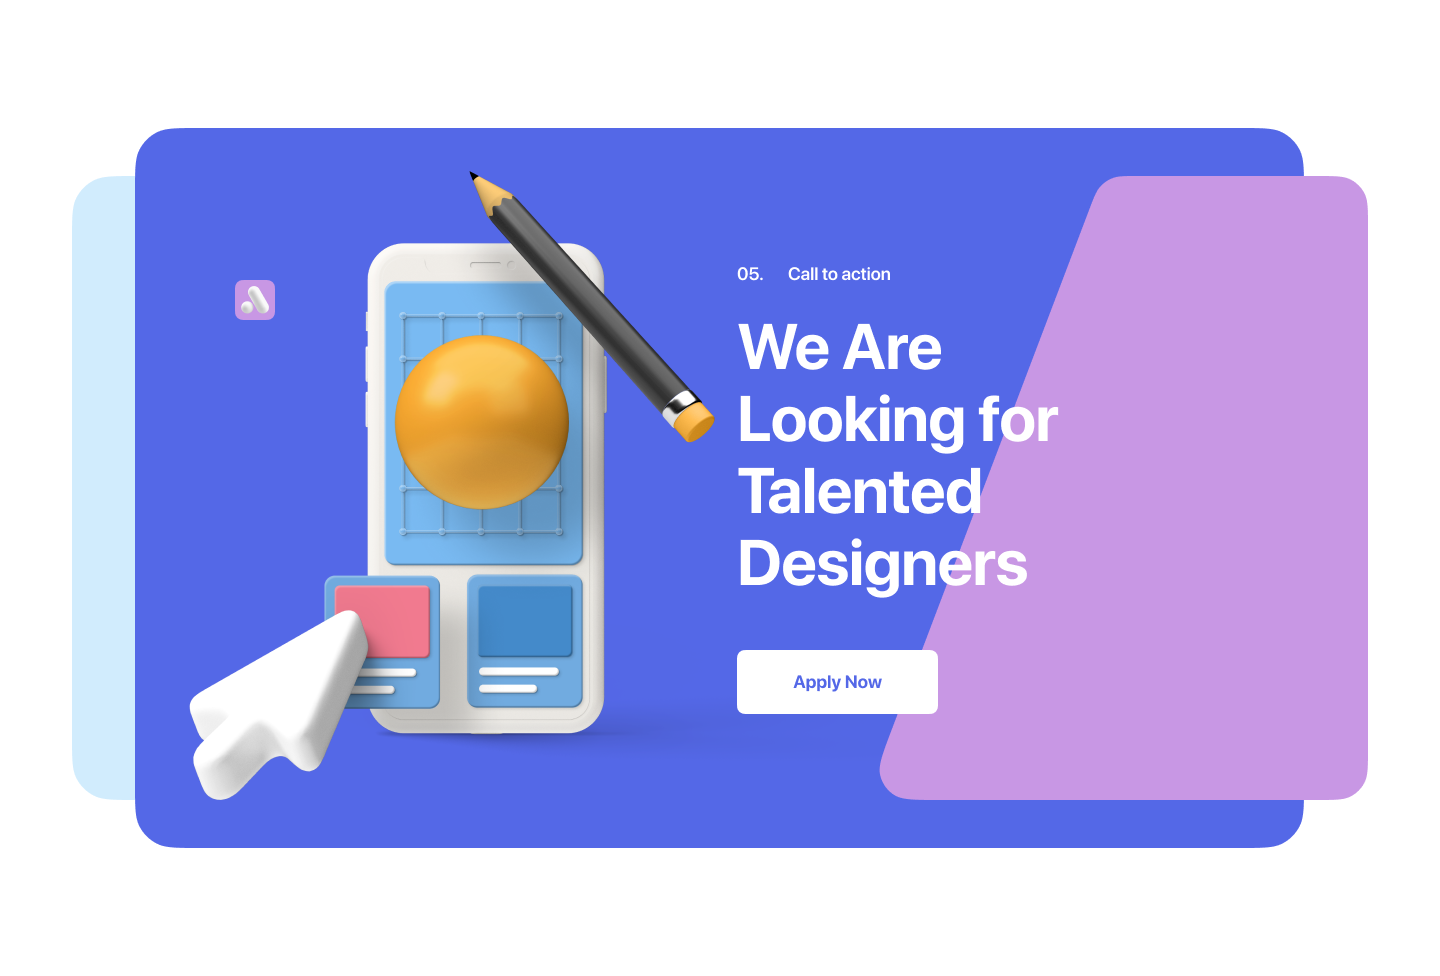 05. Call to action
We Are
Looking for
Talented
Designers
Apply Now